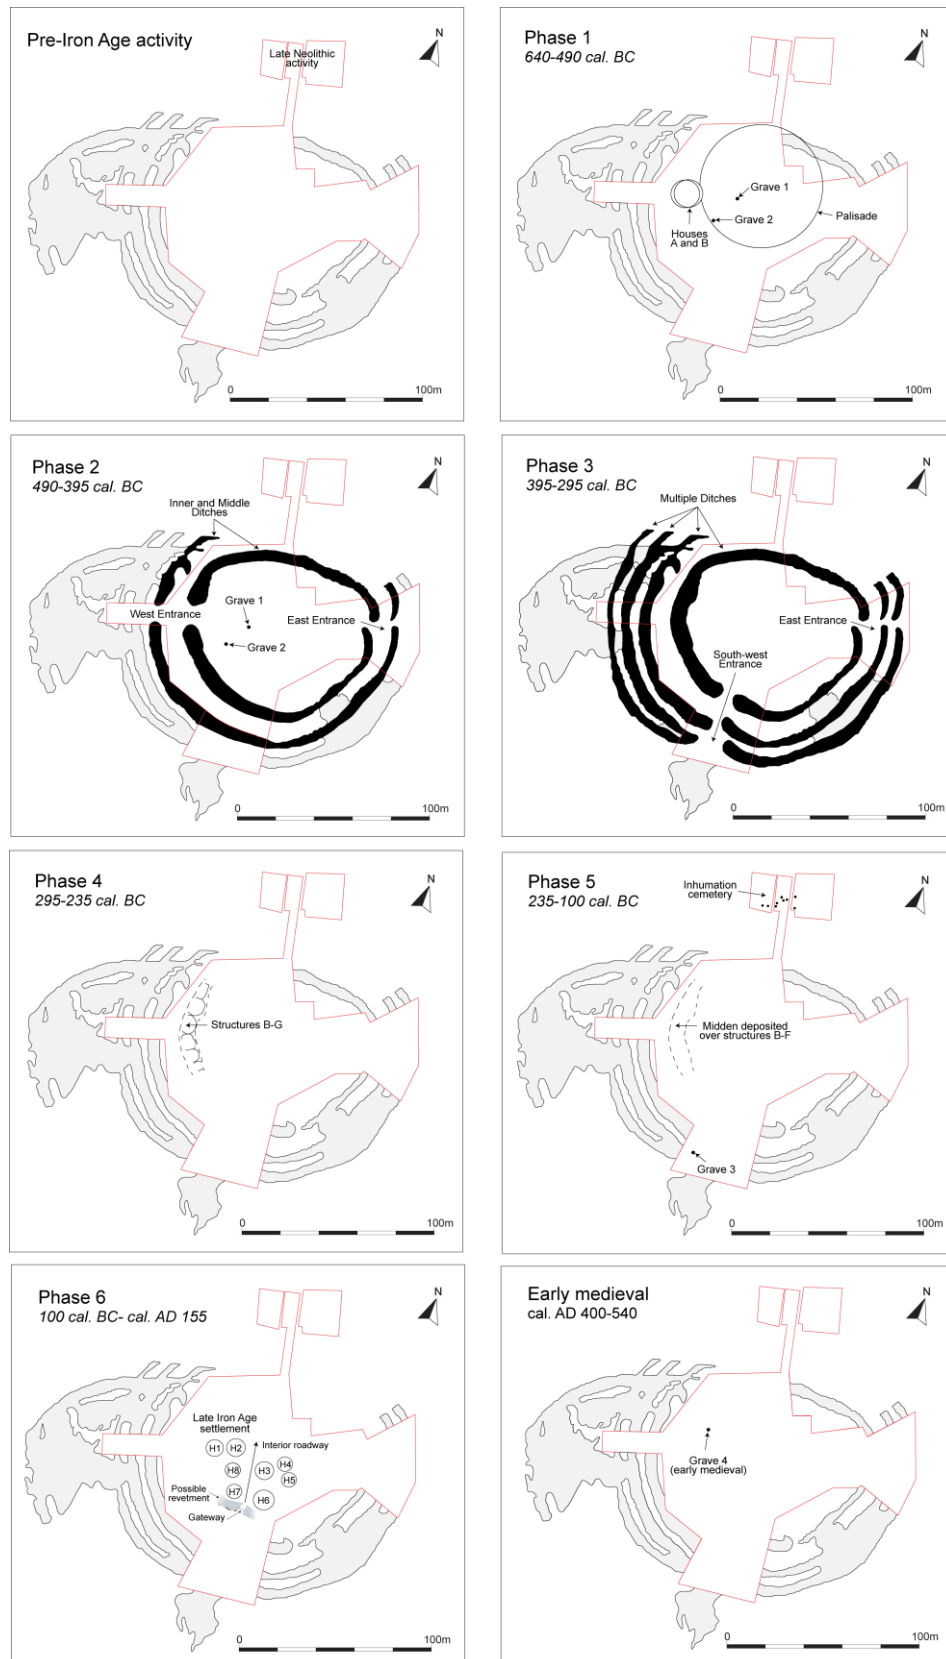 Pre-Iron Age activity
Late Neolithic
activity
N
0
100m
Phase 1
640-490 cal. BC
N
Grave 1
Grave 2
Palisade
Houses
A and B
0
100m
Phase 2
490-395 cal. BC
N
Inner and Middle
Ditches
Grave 1
West Entrance
East Entrance
Grave 2
0
100m
Phase 3
395-295 cal. BC
N
Multiple Ditches
East Entrance
South-west
Entrance
0
100m
Phase 4
295-235 cal. BC
N
Structures B-G
0
100m
Phase 5
235-100 cal. BC
N
Inhumation
cemetery
Midden deposited
over structures B-F
Grave 3
0
100m
Phase 6
100 cal. BC- cal. AD 155
N
Late Iron Age
settlement
Interior roadway
H1
H2
H3
H4
H8
H5
H7
H6
Possible
revetment
Gateway
0
100m
Early medieval
cal. AD 400-540
N
Grave 4
(early medieval)
0
100m